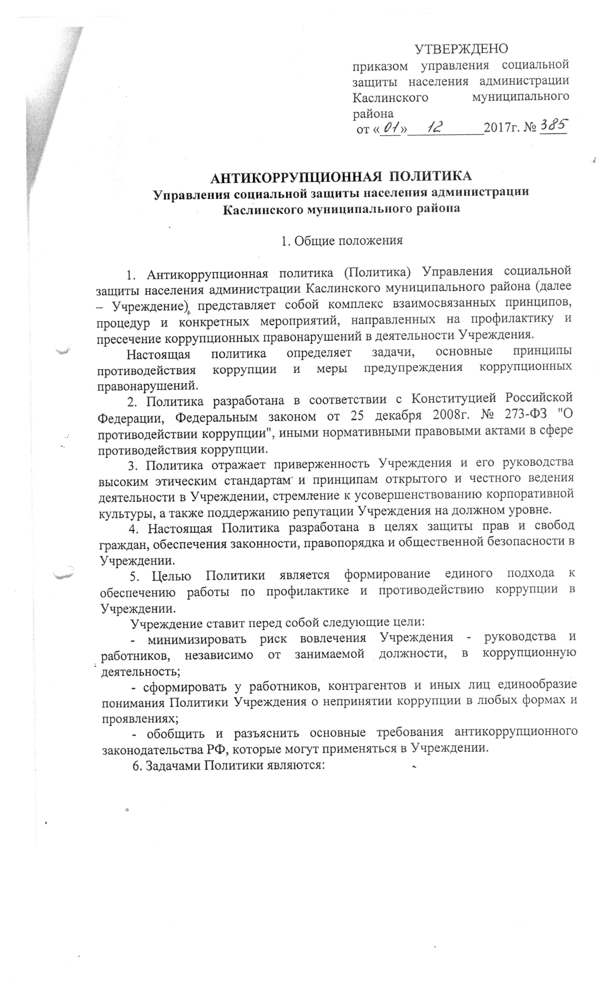 УТВЕРЖДЕНО
приказом управления социальной
защиты населения администрации
Каслинского муниципального
района
от «01» 12 2017г. № 385
АНТИКОРРУПЦИОННАЯ ПОЛИТИКА
Управления социальной защиты населения администрации
Каслинского муниципального района
1. Общие положения
1. Антикоррупционная политика (Политика) Управления социальной
защиты населения администрации Каслинского муниципального района (далее
– Учреждение), представляет собой комплекс взаимосвязанных принципов,
процедур и конкретных мероприятий, направленных на профилактику и
пресечение коррупционных правонарушений в деятельности Учреждения.
Настоящая политика определяет задачи, основные принципы
противодействия коррупции и меры предупреждения коррупционных
правонарушений.
2. Политика разработана в соответствии с Конституцией Российской
Федерации, Федеральным законом от 25 декабря 2008г. № 273-ФЗ "О
противодействии коррупции", иными нормативными правовыми актами в сфере
противодействия коррупции.
3. Политика отражает приверженность Учреждения и его руководства
высоким этическим стандартам и принципам открытого и честного ведения
деятельности в Учреждении, стремление к усовершенствованию корпоративной
культуры, а также поддержанию репутации Учреждения на должном уровне.
4. Настоящая Политика разработана в целях защиты прав и свобод
граждан, обеспечения законности, правопорядка и общественной безопасности в
Учреждении.
5. Целью Политики является формирование единого подхода к
обеспечению работы по профилактике и противодействию коррупции в
Учреждении.
Учреждение ставит перед собой следующие цели:
- минимизировать риск вовлечения Учреждения - руководства и
работников, независимо от занимаемой должности, в коррупционную
деятельность;
- сформировать у работников, контрагентов и иных лиц единообразие
понимания Политики Учреждения о непринятии коррупции в любых формах и
проявлениях;
- обобщить и разъяснить основные требования антикоррупционного
законодательства РФ, которые могут применяться в Учреждении.
6. Задачами Политики являются: